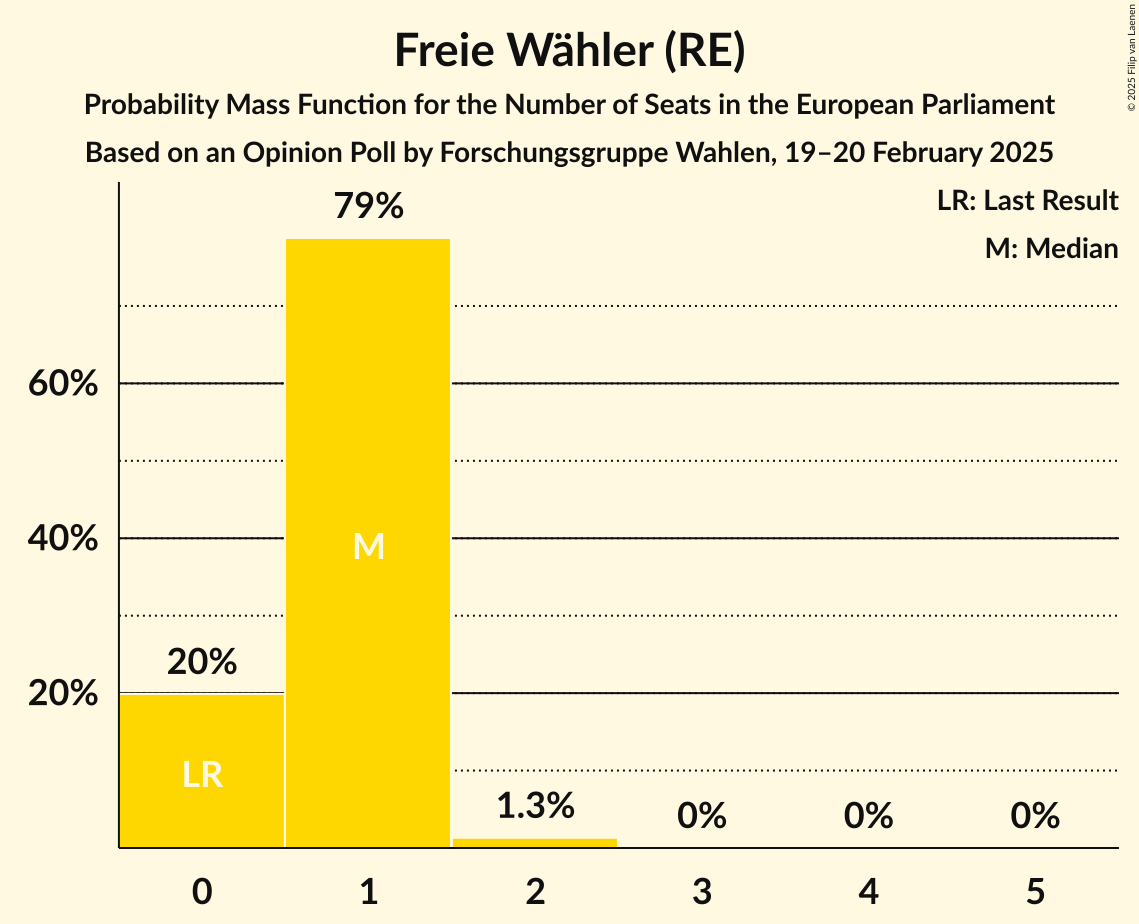 Freie Wähler (RE)
Probability Mass Function for the Number of Seats in the European Parliament
Based on an Opinion Poll by Forschungsgruppe Wahlen, 19–20 February 2025
© 2025 Filip van Laenen
LR: Last Result
M: Median
79%
60%
40%
M
20%
20%
LR
1.3%
0%
0%
0%
0 1 2 3 4 5